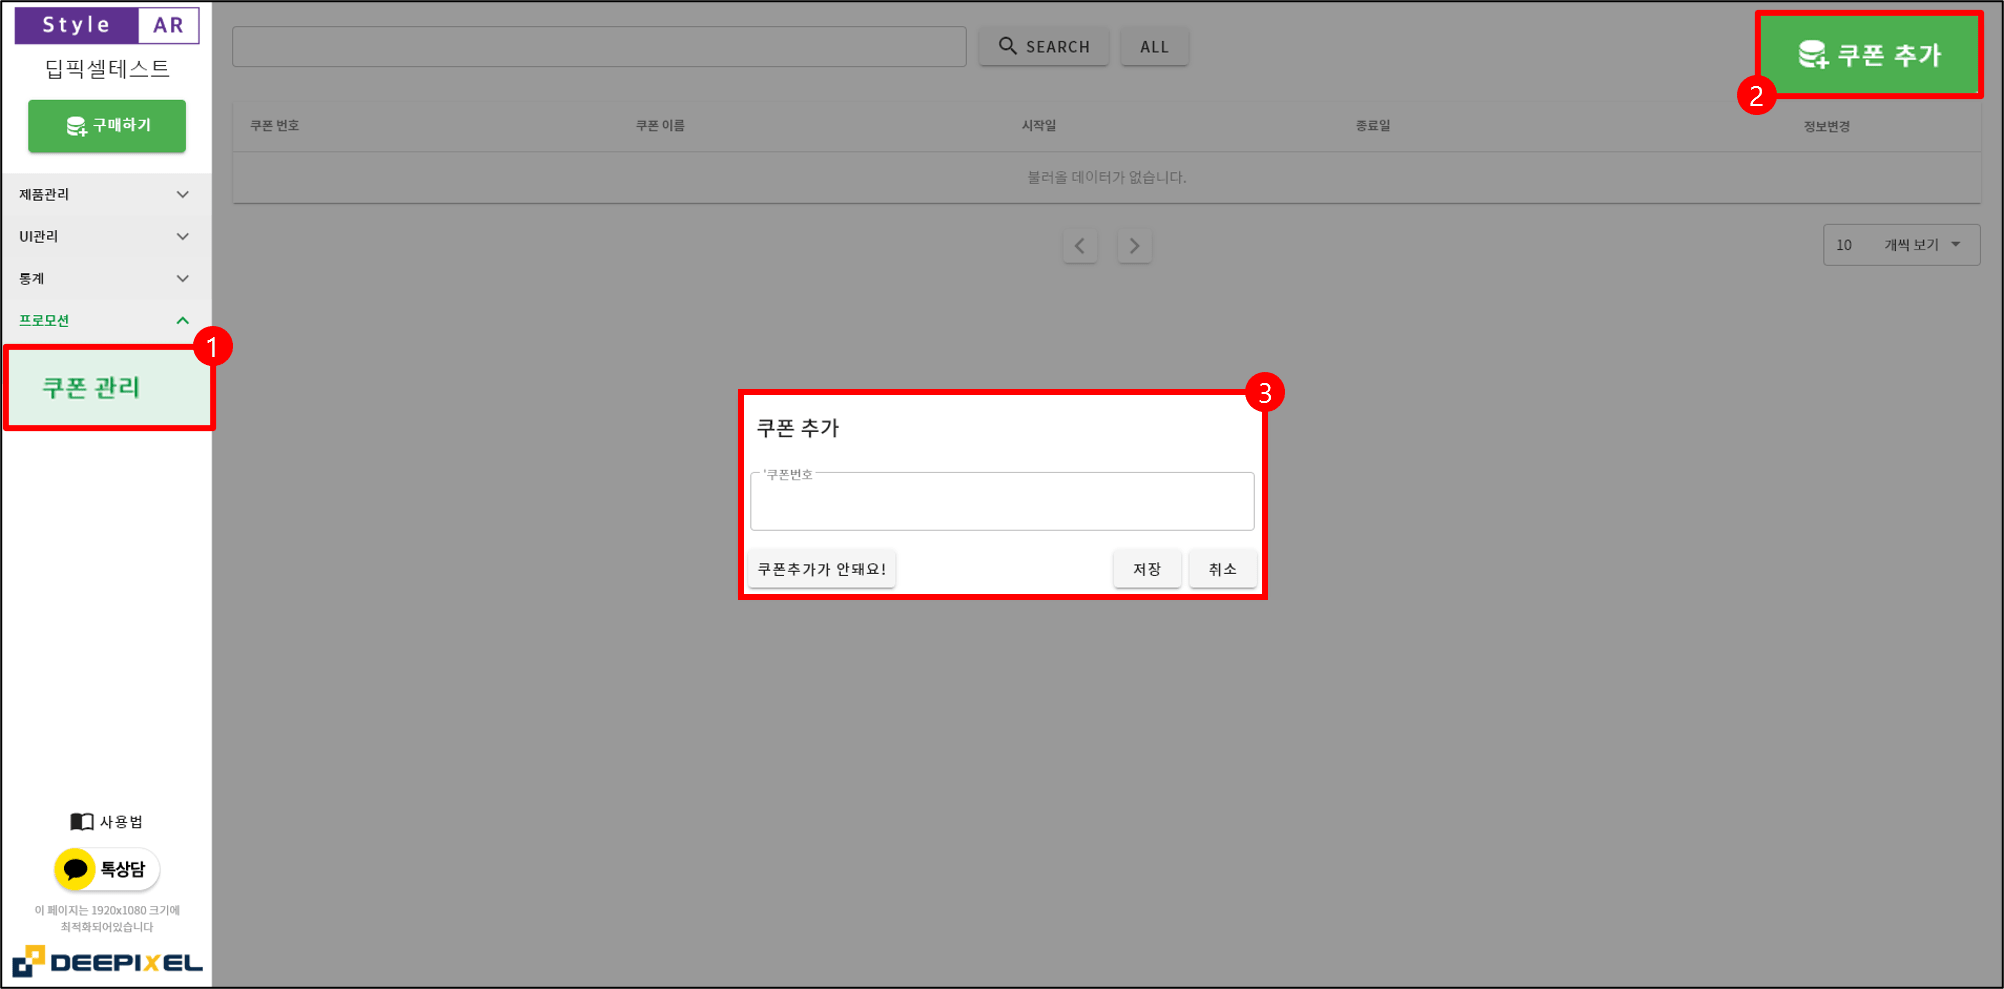 Style AR
딥픽셀테스트
구매하기
제품관리
UI관리
통계
프로모션
1
쿠폰 관리
사용법
톡상담
이 페이지는 1920x1080 크기에
최적화되어있습니다
DEEPIXEL
SEARCH
ALL
쿠폰 추가
2
쿠폰 번호
쿠폰 이름
시작일
종료일
정보변경
불러올 데이터가 없습니다.
10 개씩 보기
3
쿠폰 추가
'쿠폰번호
쿠폰추가가 안돼요!
저장
취소